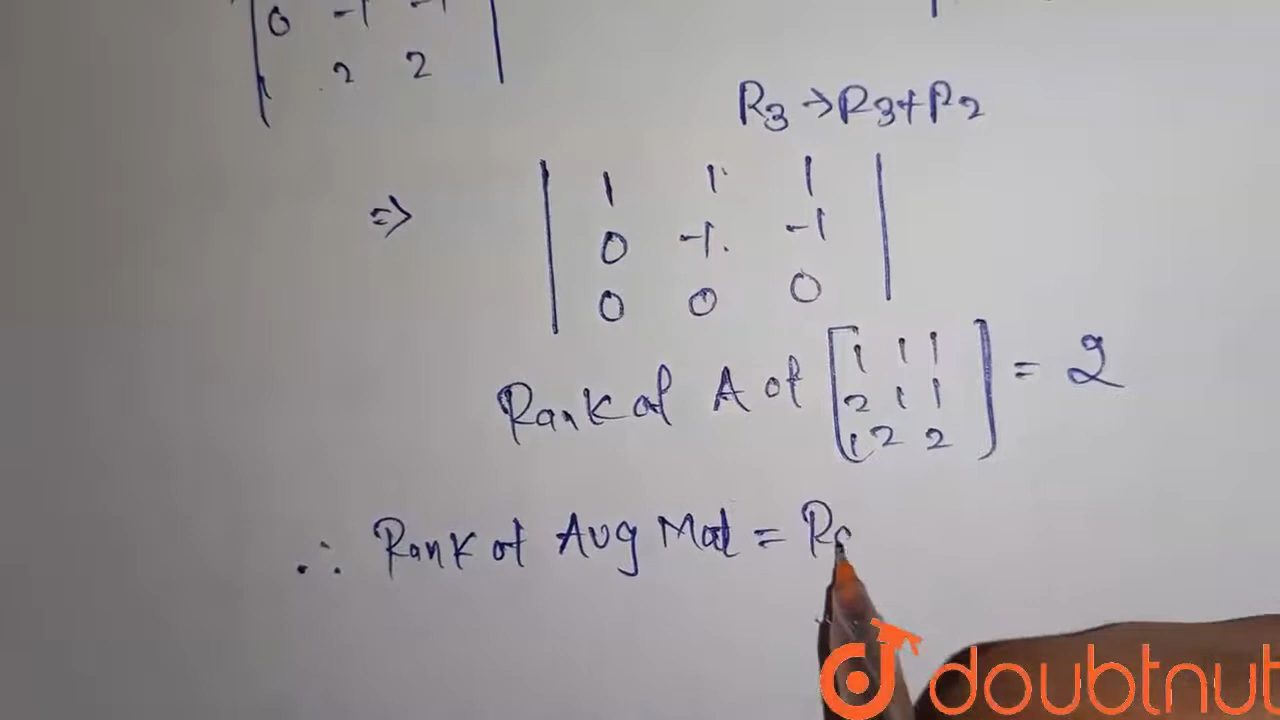 0 -1 -1
2 2
R3 → R3+R2
⇒ | 1 1 1 |
| 0 -1 -1 |
| 0 0 0 |
Rank of A of [ 1 1 1
2 1 1
1 2 2 ] = 2
∴ Rank of Aug Mat = Ra
doubtnut